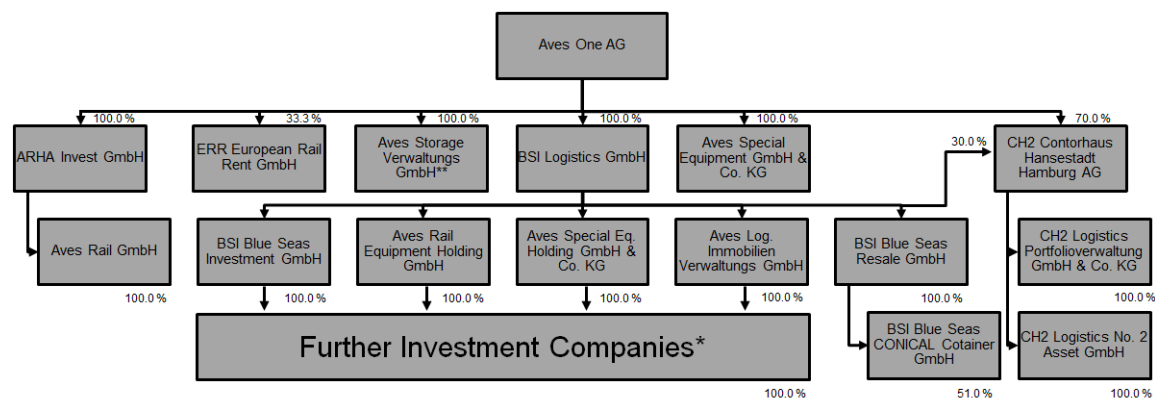 Aves One AG
100.0 %
33.3 %
100.0 %
100.0 %
100.0 %
70.0 %
ARHA Invest GmbH
ERR European Rail
Rent GmbH
Aves Storage
Verwaltungs
GmbH**
BSI Logistics GmbH
Aves Special
Equipment GmbH &
Co. KG
30.0 %
CH2 Contorhaus
Hansestadt
Hamburg AG
Aves Rail GmbH
BSI Blue Seas
Investment GmbH
Aves Rail
Equipment Holding
GmbH
Aves Special Eq.
Holding GmbH &
Co. KG
Aves Log.
Immobilien
Verwaltungs GmbH
BSI Blue Seas
Resale GmbH
CH2 Logistics
Portfolioverwaltung
GmbH & Co. KG
100.0 %
100.0 %
100.0 %
100.0 %
100.0 %
100.0 %
100.0 %
Further Investment Companies*
BSI Blue Seas
CONICAL Cotainer
GmbH
CH2 Logistics No. 2
Asset GmbH
100.0 %
51.0 %
100.0 %